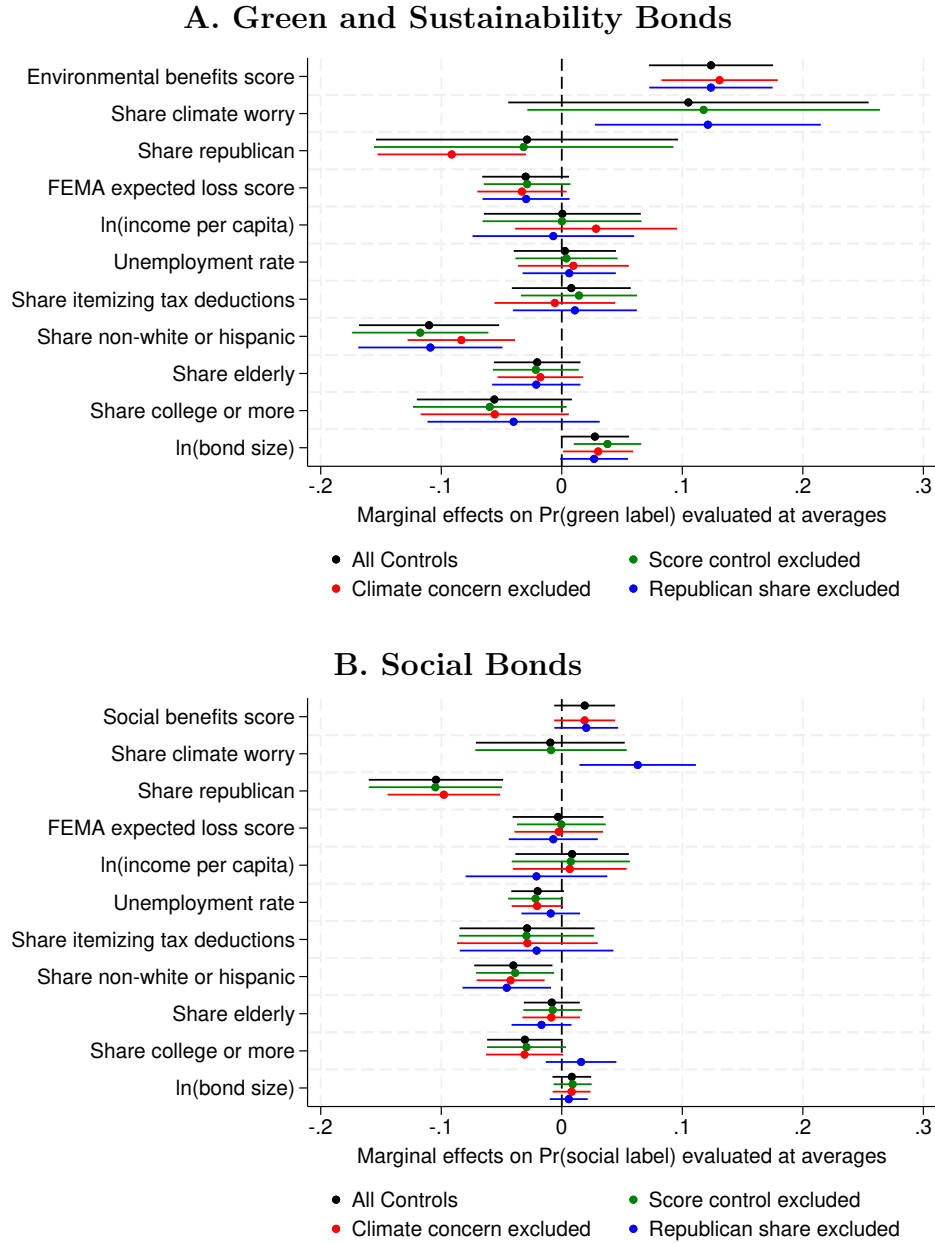 A. Green and Sustainability Bonds
Environmental benefits score
Share climate worry
Share republican
FEMA expected loss score
ln(income per capita)
Unemployment rate
Share itemizing tax deductions
Share non-white or hispanic
Share elderly
Share college or more
ln(bond size)
-.2 -.1 0 .1 .2 .3
Marginal effects on Pr(green label) evaluated at averages
All Controls Score control excluded
Climate concern excluded Republican share excluded
B. Social Bonds
Social benefits score
Share climate worry
Share republican
FEMA expected loss score
ln(income per capita)
Unemployment rate
Share itemizing tax deductions
Share non-white or hispanic
Share elderly
Share college or more
ln(bond size)
-.2 -.1 0 .1 .2 .3
Marginal effects on Pr(social label) evaluated at averages
All Controls Score control excluded
Climate concern excluded Republican share excluded